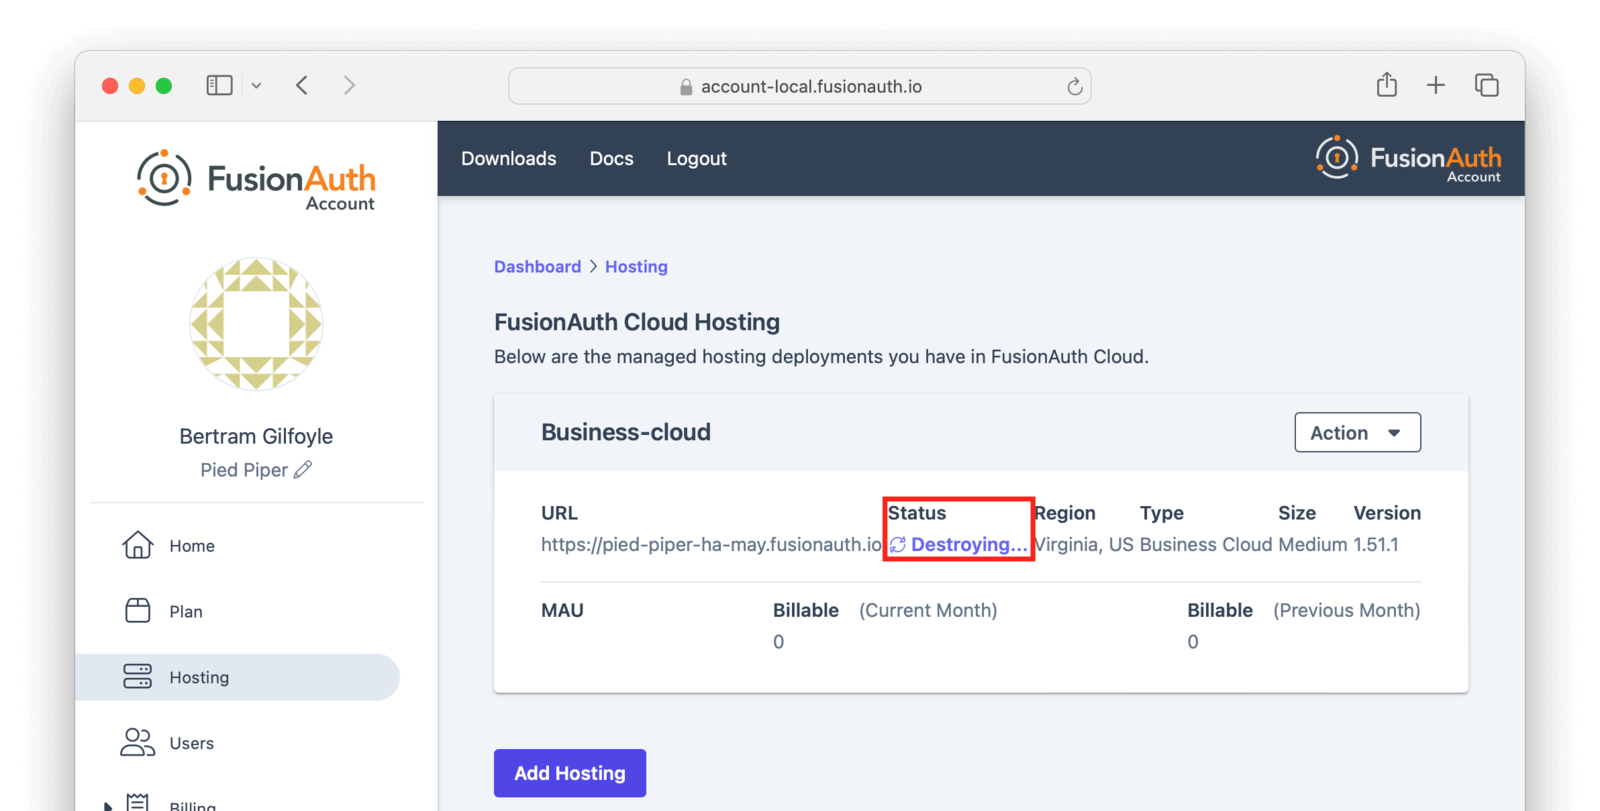 account-local.fusionauth.io
FusionAuth
Account
Downloads Docs Logout
FusionAuth
Account
Bertram Gilfoyle
Pied Piper
Home
Plan
Hosting
Users
Billing
Dashboard > Hosting
FusionAuth Cloud Hosting
Below are the managed hosting deployments you have in FusionAuth Cloud.
Business-cloud
Action
URL Status Region Type Size Version
https://pied-piper-ha-may.fusionauth.io Destroying... Virginia, US Business Cloud Medium 1.51.1
MAU Billable (Current Month) Billable (Previous Month)
0 0
Add Hosting